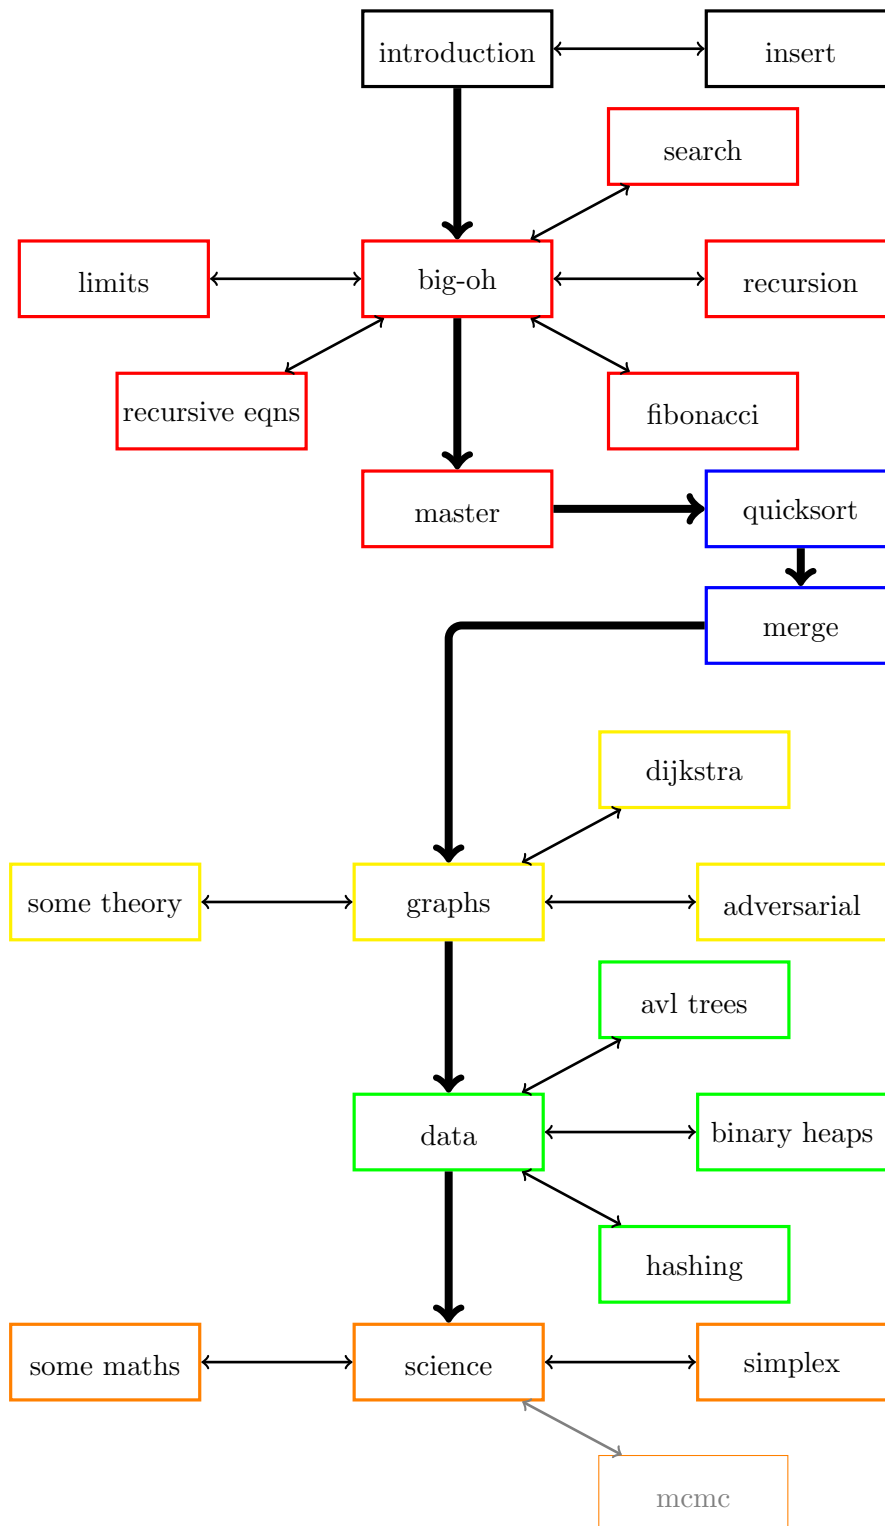 introduction
insert
search
limits
big-oh
recursion
recursive eqns
fibonacci
master
quicksort
merge
dijkstra
some theory
graphs
adversarial
avl trees
data
binary heaps
hashing
some maths
science
simplex
mcmc